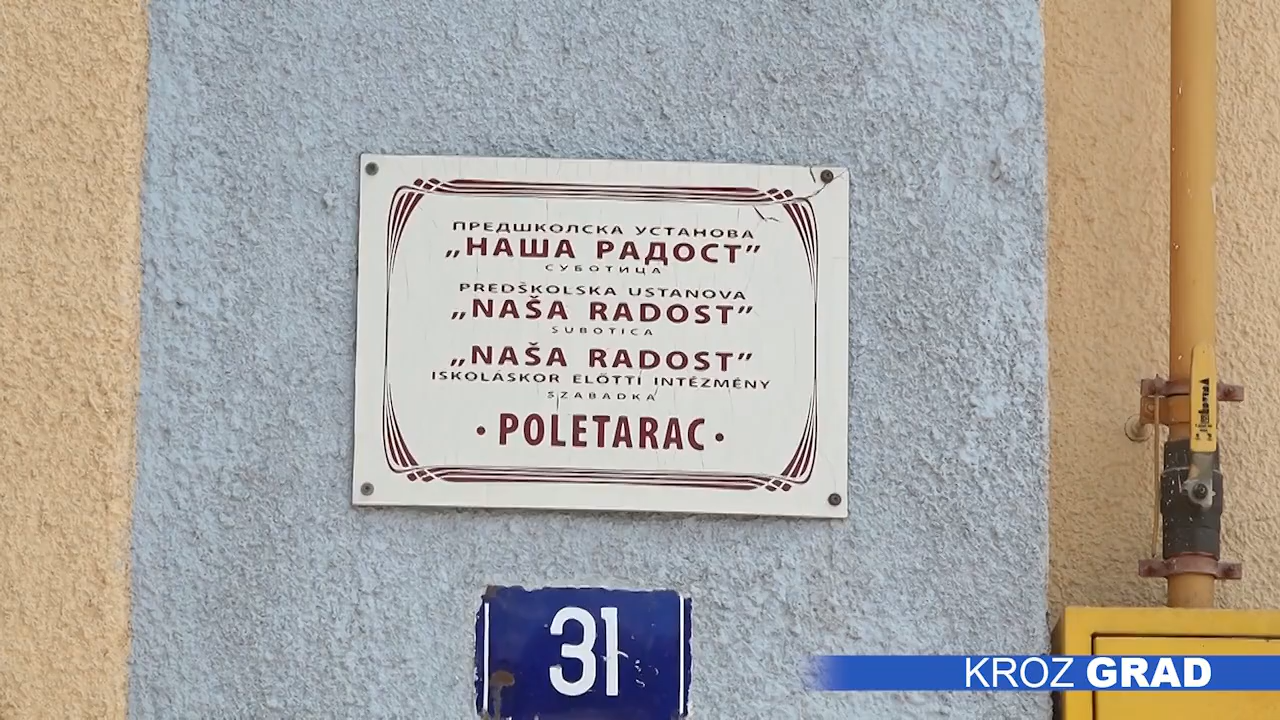 ПРЕДШКОЛСКА УСТАНОВА
„НАША РАДОСТ”
СУБОТИЦА
PREDŠKOLSKA USTANOVA
„NAŠA RADOST”
SUBOTICA
„NAŠA RADOST”
ISKOLÁSKOR ELŐTTI INTÉZMÉNY
SZABADKA
• POLETARAC •
31
KROZ GRAD